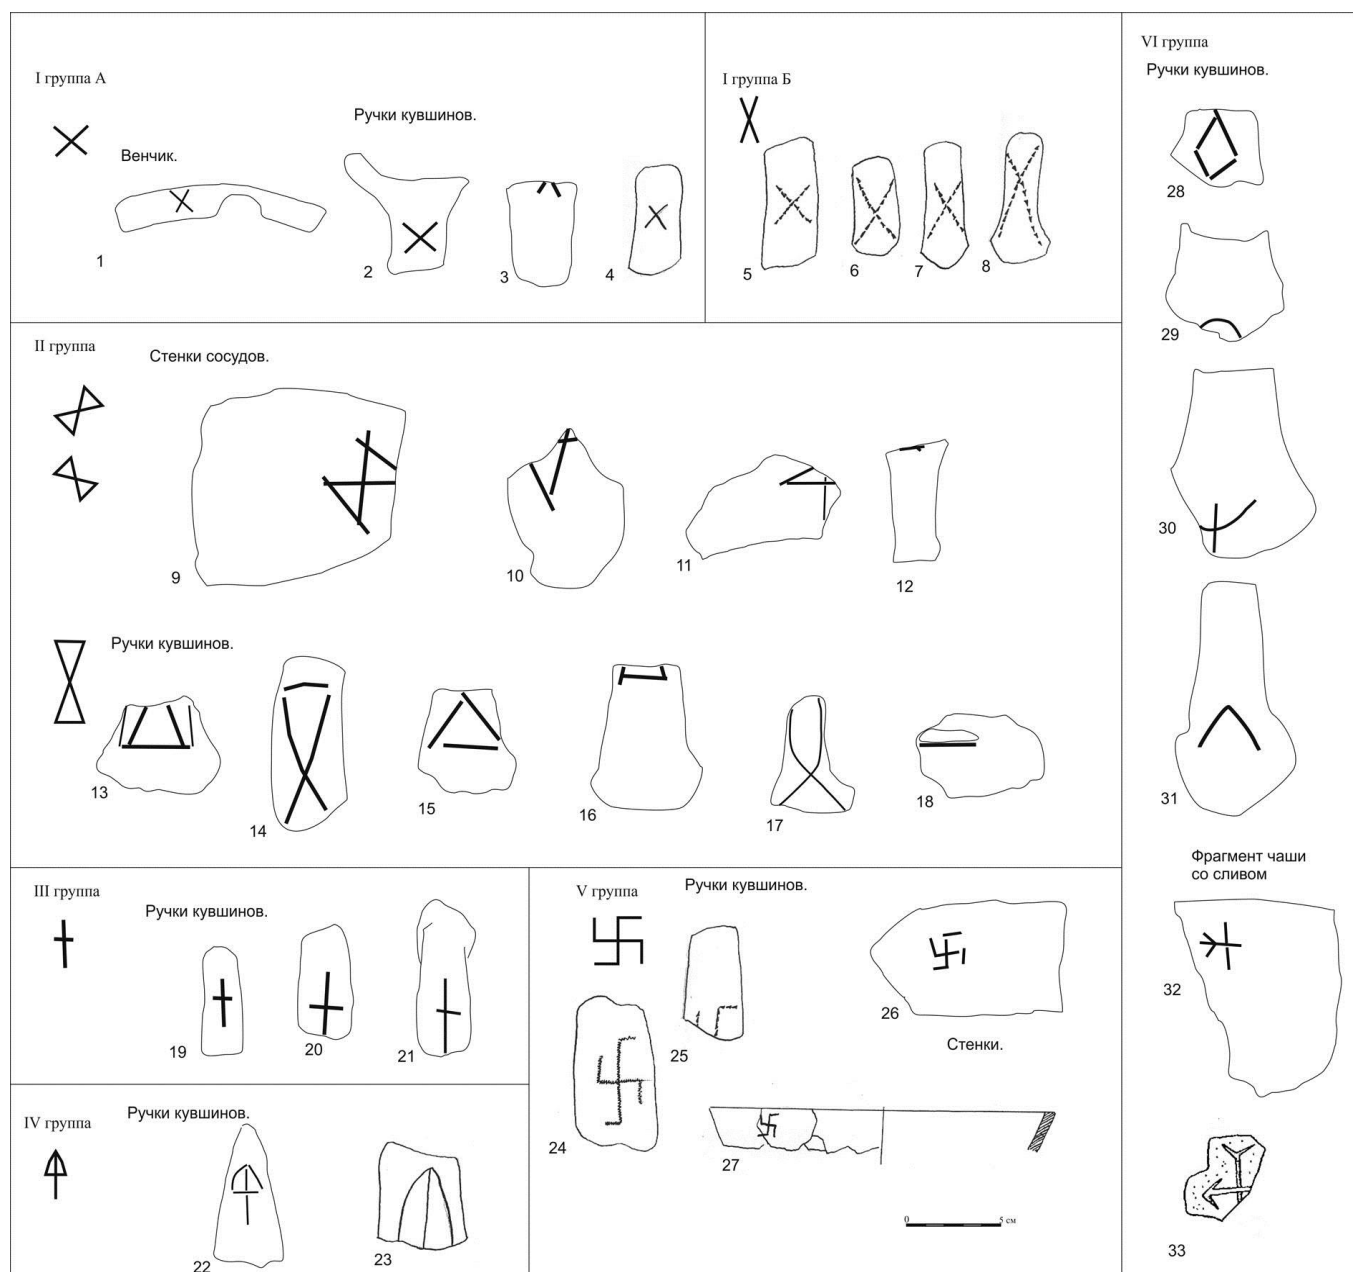 I группа А
Ручки кувшинов.
Венчик.
1
2
3
4
I группа Б
5
6
7
8
II группа
Стенки сосудов.
9
10
11
12
Ручки кувшинов.
13
14
15
16
17
18
III группа
Ручки кувшинов.
19
20
21
IV группа
Ручки кувшинов.
22
23
V группа
Ручки кувшинов.
24
25
26
Стенки.
27
0 5 см
VI группа
Ручки кувшинов.
28
29
30
31
Фрагмент чаши
со сливом
32
33